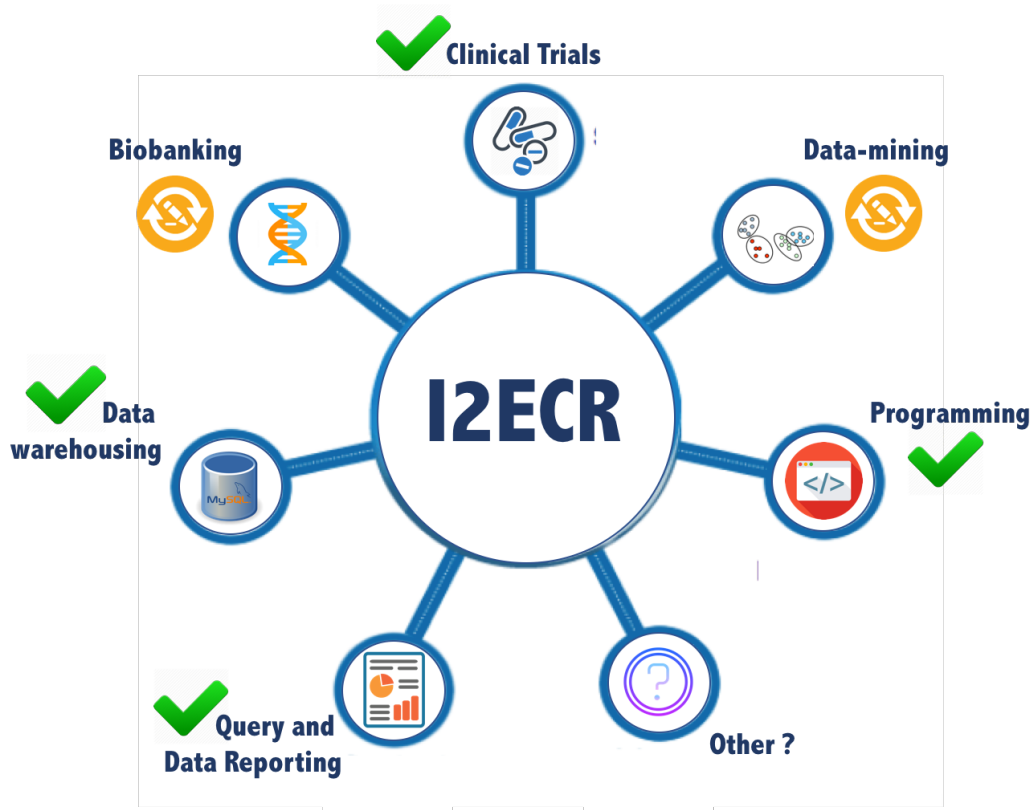 Clinical Trials
Biobanking
Data-mining
I2ECR
Data
warehousing
MySQL
Programming
</>
Query and
Data Reporting
?
Other ?